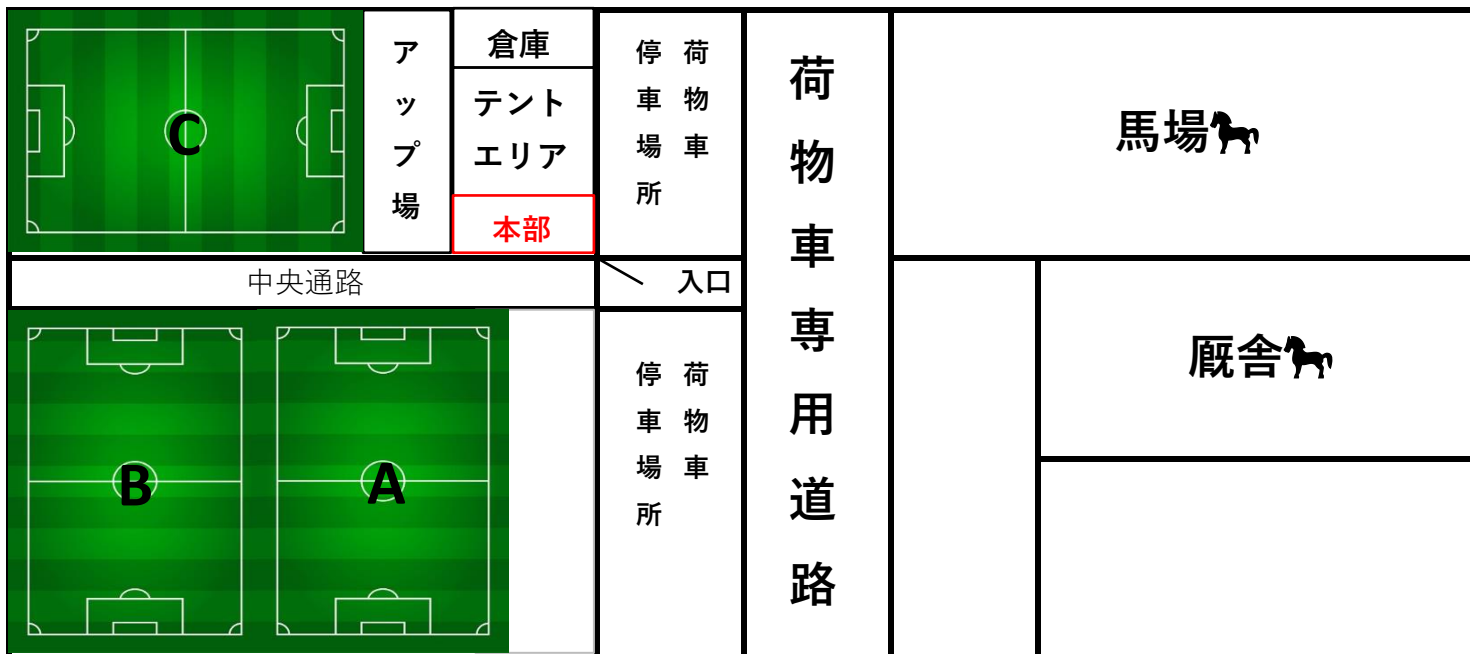 C
アップ場
倉庫
テント
エリア
本部
荷物車
停車場所
荷物車専用道路
馬場
中央通路
入口
厩舎
B
A
荷物車
停車場所